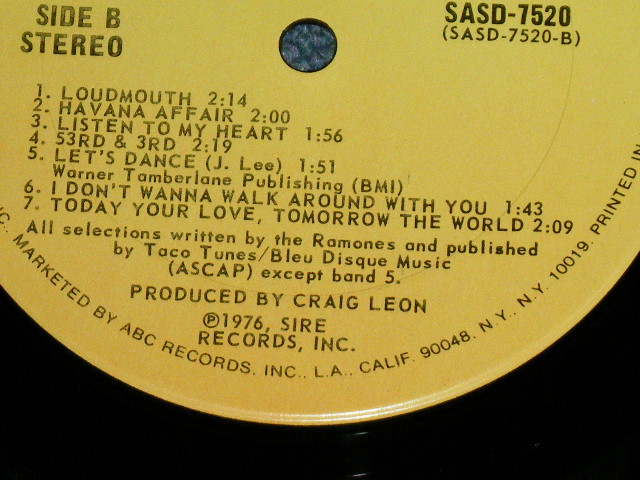 SIDE B
STEREO
SASD-7520
(SASD-7520-B)
1. LOUDMOUTH 2:14
2. HAVANA AFFAIR 2:00
3. LISTEN TO MY HEART 1:56
4. 53RD & 3RD 2:19
5. LET'S DANCE (J. Lee) 1:51
Warner Tamberlane Publishing (BMI)
6. I DON'T WANNA WALK AROUND WITH YOU 1:43
7. TODAY YOUR LOVE, TOMORROW THE WORLD 2:09
All selections written by the Ramones and published
by Taco Tunes/Bleu Disque Music
(ASCAP) except band 5.
PRODUCED BY CRAIG LEON
℗1976, SIRE
RECORDS, INC.
INC., MARKETED BY ABC RECORDS, INC., L.A., CALIF. 90048, N.Y., N.Y. 10019. PRINTED IN